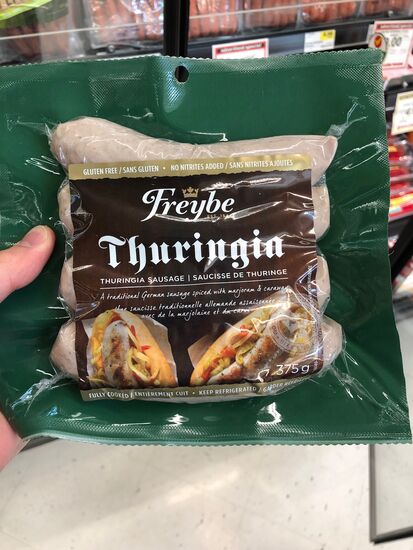 GLUTEN FREE / SANS GLUTEN • NO NITRITES ADDED / SANS NITRITES AJOUTÉS
Freybe
Thuringia
THURINGIA SAUSAGE | SAUCISSE DE THURINGE
A traditional German sausage spiced with marjoram & caraway
Une saucisse traditionnelle allemande assaisonnée
avec de la marjolaine et du
375g
FULLY COOKED / ENTIÈREMENT CUIT • KEEP REFRIGERATED /